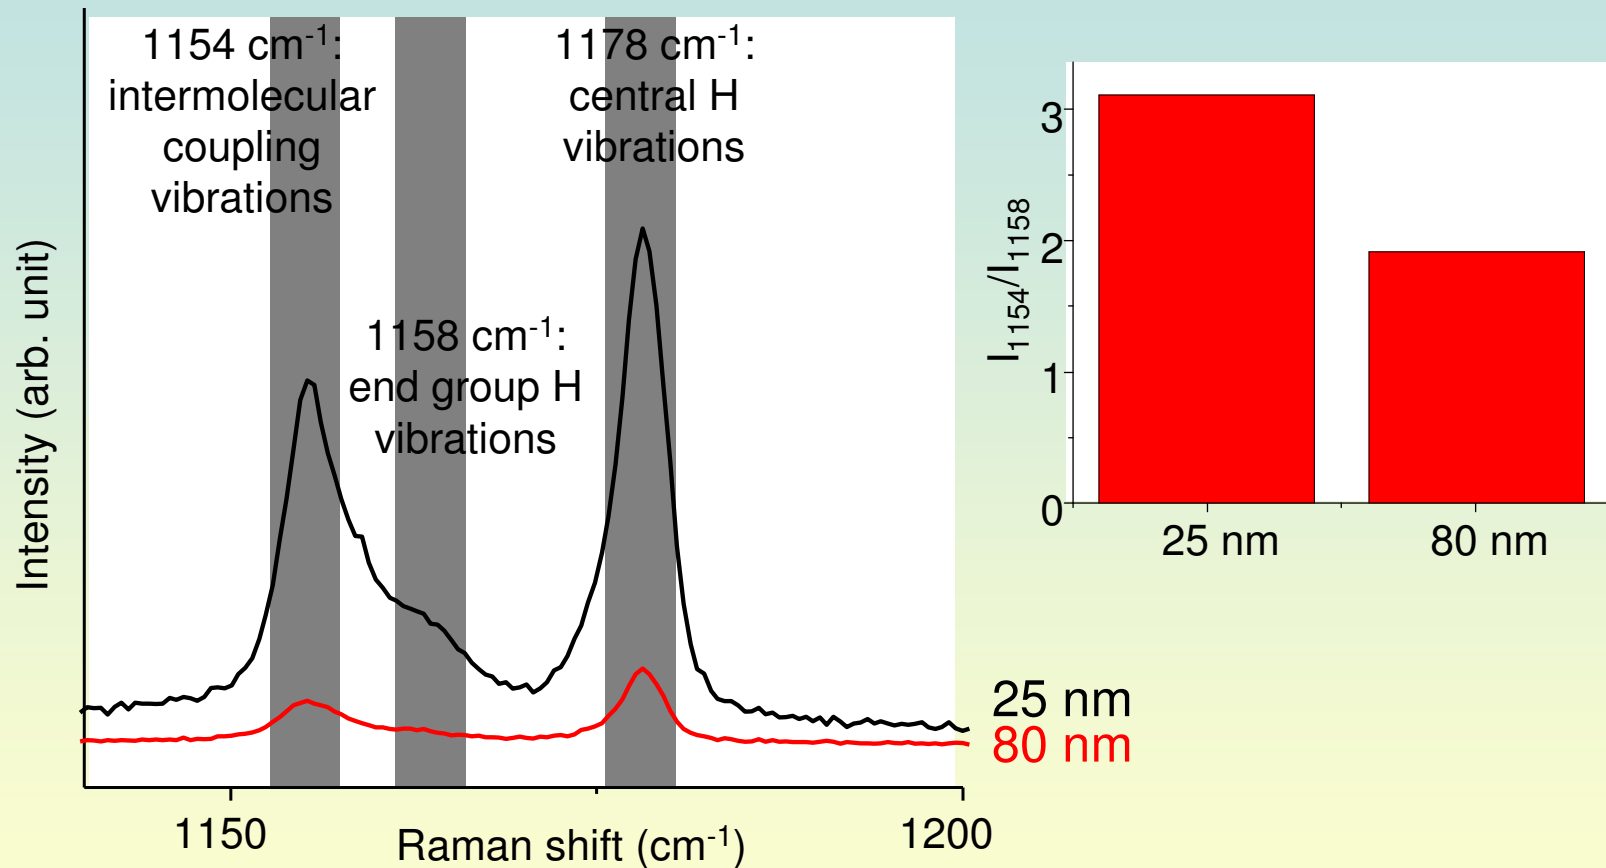 1154 cm⁻¹:
intermolecular
coupling
vibrations
1178 cm⁻¹:
central H
vibrations
1158 cm⁻¹:
end group H
vibrations
Intensity (arb. unit)
1150
1200
Raman shift (cm⁻¹)
25 nm
80 nm
I₁₁₅₄/I₁₁₅₈
3
2
1
0
25 nm
80 nm